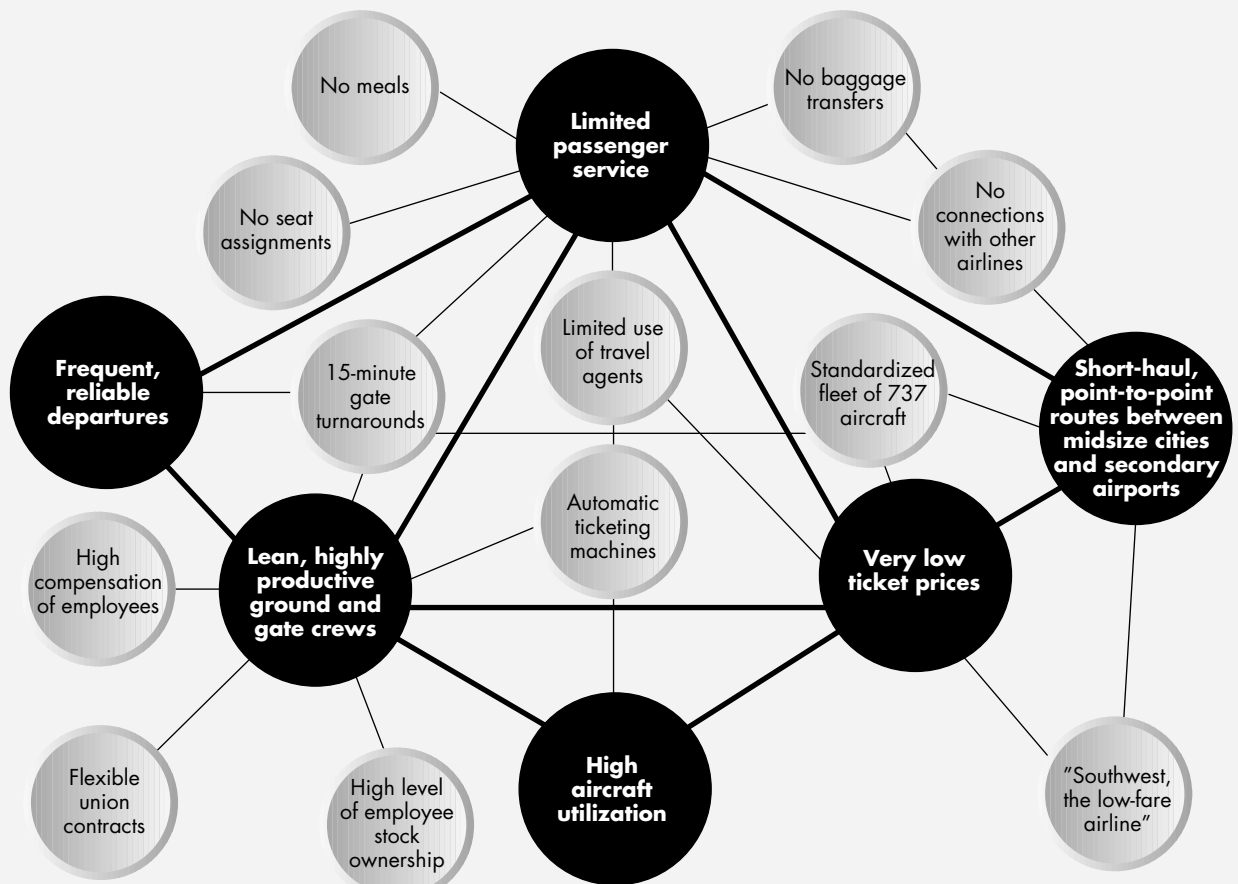 No meals
No baggage
transfers
Limited
passenger
service
No seat
assignments
No
connections
with other
airlines
Limited use
of travel
agents
Frequent,
reliable
departures
15-minute
gate
turnarounds
Standardized
fleet of 737
aircraft
Short-haul,
point-to-point
routes between
midsize cities
and secondary
airports
Automatic
ticketing
machines
High
compensation
of employees
Lean, highly
productive
ground and
gate crews
Very low
ticket prices
Flexible
union
contracts
High level
of employee
stock
ownership
High
aircraft
utilization
"Southwest,
the low-fare
airline"